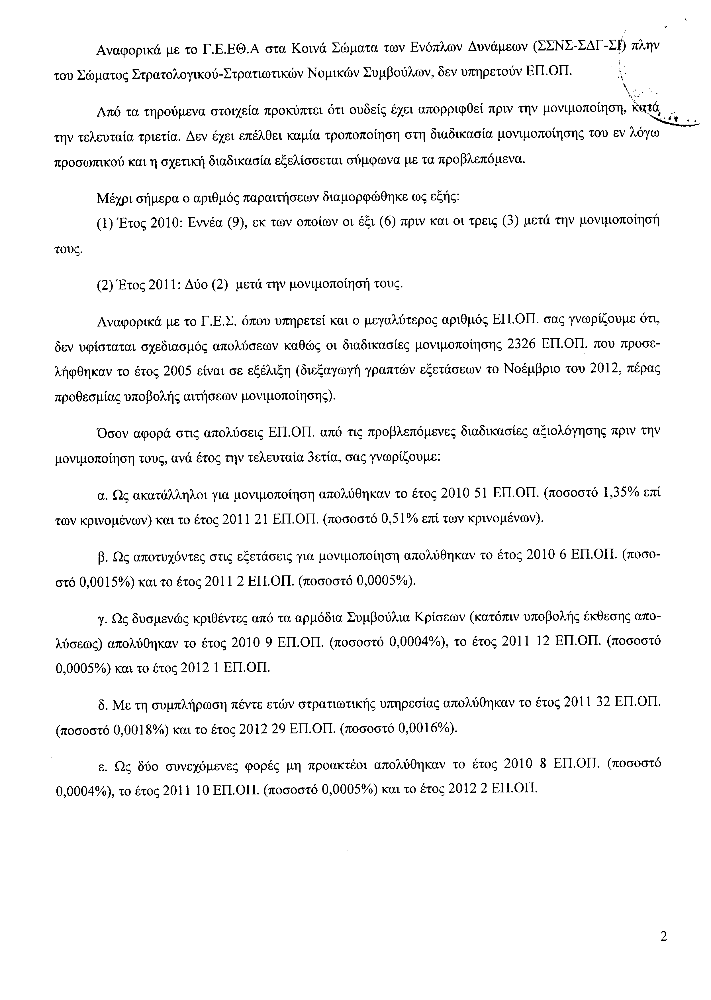 Αναφορικά με το Γ.Ε.ΕΘ.Α στα Κοινά Σώματα των Ενόπλων Δυνάμεων (ΣΣΝΣ-ΣΔΓ-ΣΙ) πλην
του Σώματος Στρατολογικού-Στρατιωτικών Νομικών Συμβούλων, δεν υπηρετούν ΕΠ.ΟΠ.
Από τα τηρούμενα στοιχεία προκύπτει ότι ουδείς έχει απορριφθεί πριν την μονιμοποίηση, κατά
την τελευταία τριετία. Δεν έχει επέλθει καμία τροποποίηση στη διαδικασία μονιμοποίησης του εν λόγω
προσωπικού και η σχετική διαδικασία εξελίσσεται σύμφωνα με τα προβλεπόμενα.
Μέχρι σήμερα ο αριθμός παραιτήσεων διαμορφώθηκε ως εξής:
(1) Έτος 2010: Εννέα (9), εκ των οποίων οι έξι (6) πριν και οι τρεις (3) μετά την μονιμοποίησή
τους.
(2) Έτος 2011: Δύο (2) μετά την μονιμοποίησή τους.
Αναφορικά με το Γ.Ε.Σ. όπου υπηρετεί και ο μεγαλύτερος αριθμός ΕΠ.ΟΠ. σας γνωρίζουμε ότι,
δεν υφίσταται σχεδιασμός απολύσεων καθώς οι διαδικασίες μονιμοποίησης 2326 ΕΠ.ΟΠ. που προσε-
λήφθηκαν το έτος 2005 είναι σε εξέλιξη (διεξαγωγή γραπτών εξετάσεων το Νοέμβριο του 2012, πέρας
προθεσμίας υποβολής αιτήσεων μονιμοποίησης).
Όσον αφορά στις απολύσεις ΕΠ.ΟΠ. από τις προβλεπόμενες διαδικασίες αξιολόγησης πριν την
μονιμοποίηση τους, ανά έτος την τελευταία 3ετία, σας γνωρίζουμε:
α. Ως ακατάλληλοι για μονιμοποίηση απολύθηκαν το έτος 2010 51 ΕΠ.ΟΠ. (ποσοστό 1,35% επί
των κρινομένων) και το έτος 2011 21 ΕΠ.ΟΠ. (ποσοστό 0,51% επί των κρινομένων).
β. Ως αποτυχόντες στις εξετάσεις για μονιμοποίηση απολύθηκαν το έτος 2010 6 ΕΠ.ΟΠ. (ποσο-
στό 0,0015%) και το έτος 2011 2 ΕΠ.ΟΠ. (ποσοστό 0,0005%).
γ. Ως δυσμενώς κριθέντες από τα αρμόδια Συμβούλια Κρίσεων (κατόπιν υποβολής έκθεσης απο-
λύσεως) απολύθηκαν το έτος 2010 9 ΕΠ.ΟΠ. (ποσοστό 0,0004%), το έτος 2011 12 ΕΠ.ΟΠ. (ποσοστό
0,0005%) και το έτος 2012 1 ΕΠ.ΟΠ.
δ. Με τη συμπλήρωση πέντε ετών στρατιωτικής υπηρεσίας απολύθηκαν το έτος 2011 32 ΕΠ.ΟΠ.
(ποσοστό 0,0018%) και το έτος 2012 29 ΕΠ.ΟΠ. (ποσοστό 0,0016%).
ε. Ως δύο συνεχόμενες φορές μη προακτέοι απολύθηκαν το έτος 2010 8 ΕΠ.ΟΠ. (ποσοστό
0,0004%), το έτος 2011 10 ΕΠ.ΟΠ. (ποσοστό 0,0005%) και το έτος 2012 2 ΕΠ.ΟΠ.
2